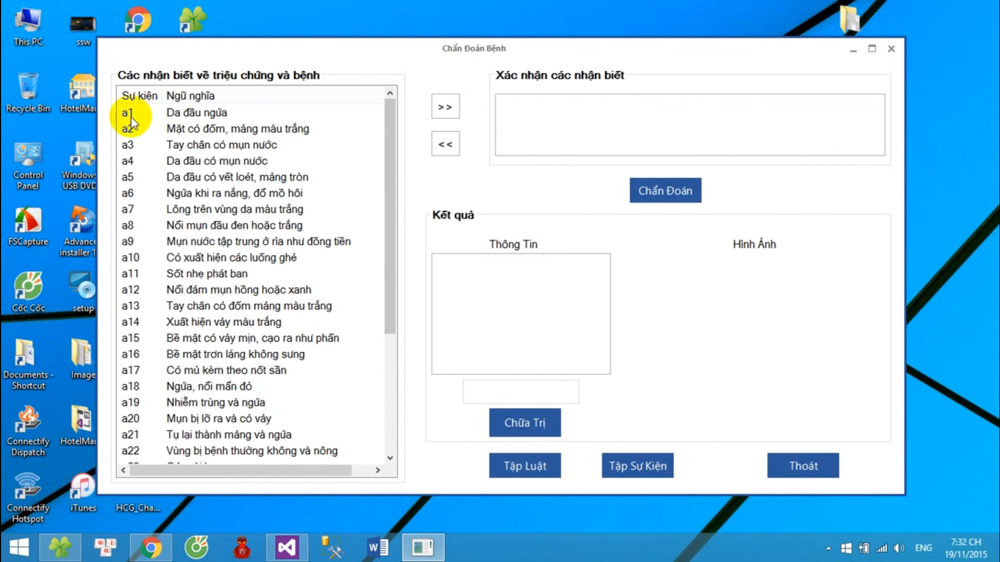 This PC
ssw
Recycle Bin
HotelMar
Control
Panel
Windows
USB DVD
FSCapture
Advance
installer 1
Cốc Cốc
setup
Documents -
Shortcut
Image
Connectify
Dispatch
HotelMar
Connectify
Hotspot
iTunes
HCG_Cha...
Chẩn Đoán Bệnh
Các nhận biết về triệu chứng và bệnh
Sự kiện Ngữ nghĩa
a1 Da đầu ngứa
a2 Mặt có đốm, mảng màu trắng
a3 Tay chân có mụn nước
a4 Da đầu có mụn nước
a5 Da đầu có vết loét, mảng tròn
a6 Ngứa khi ra nắng, đổ mồ hôi
a7 Lông trên vùng da màu trắng
a8 Nổi mụn đầu đen hoặc trắng
a9 Mụn nước tập trung ở rìa như đồng tiền
a10 Có xuất hiện các luống ghẻ
a11 Sốt nhẹ phát ban
a12 Nổi đám mụn hồng hoặc xanh
a13 Tay chân có đốm mảng màu trắng
a14 Xuất hiện vảy màu trắng
a15 Bề mặt có vảy mịn, cạo ra như phấn
a16 Bề mặt trơn láng không sưng
a17 Có mủ kèm theo nốt sần
a18 Ngứa, nổi mẩn đỏ
a19 Nhiễm trùng và ngứa
a20 Mụn bị lỡ ra và có vảy
a21 Tụ lại thành mảng và ngứa
a22 Vùng bị bệnh thường không và nông
>>
<<
Xác nhận các nhận biết
Chẩn Đoán
Kết quả
Thông Tin
Hình Ảnh
Chữa Trị
Tập Luật
Tập Sự Kiện
Thoát
u i n
W
ENG
7:32 CH
19/11/2015